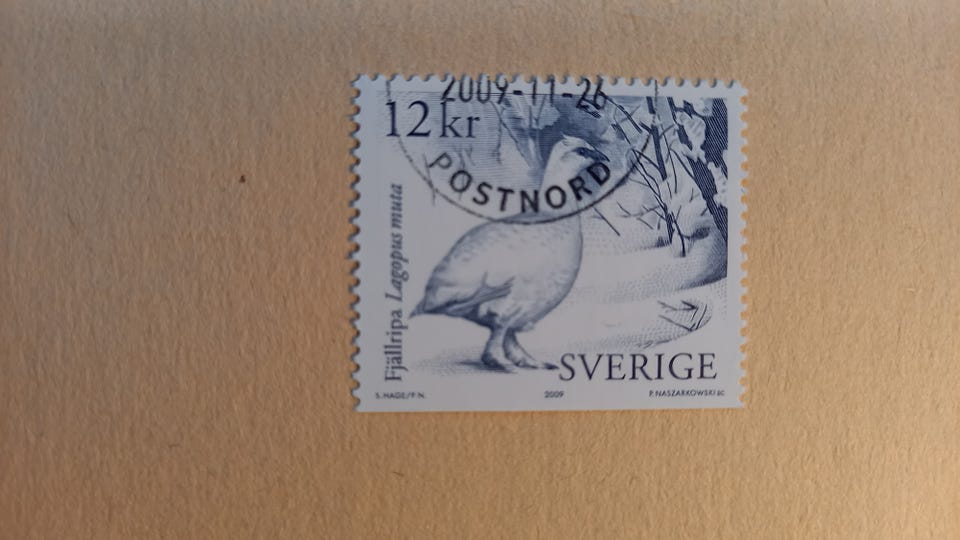 2009-11-26
12 kr
POSTNORD
Fjällripa Lagopus muta
SVERIGE
S. HAGE/P. N.
2009
P. NASZARKOWSKI SC